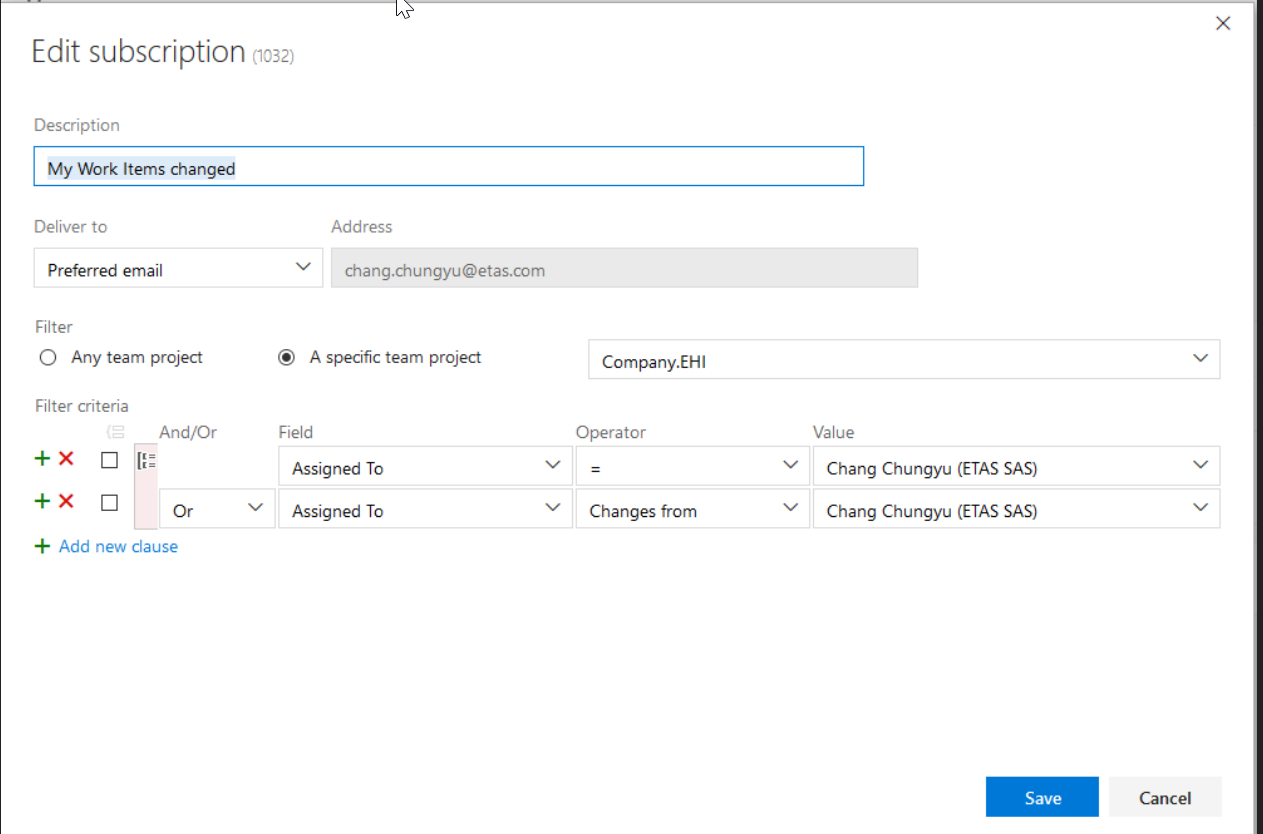 Edit subscription (1032)
Description
My Work Items changed
Deliver to Address
Preferred email chang.chungyu@etas.com
Filter
Any team project A specific team project Company.EHI
Filter criteria
And/Or Field Operator Value
Assigned To = Chang Chungyu (ETAS SAS)
Or Assigned To Changes from Chang Chungyu (ETAS SAS)
+ Add new clause
Save Cancel